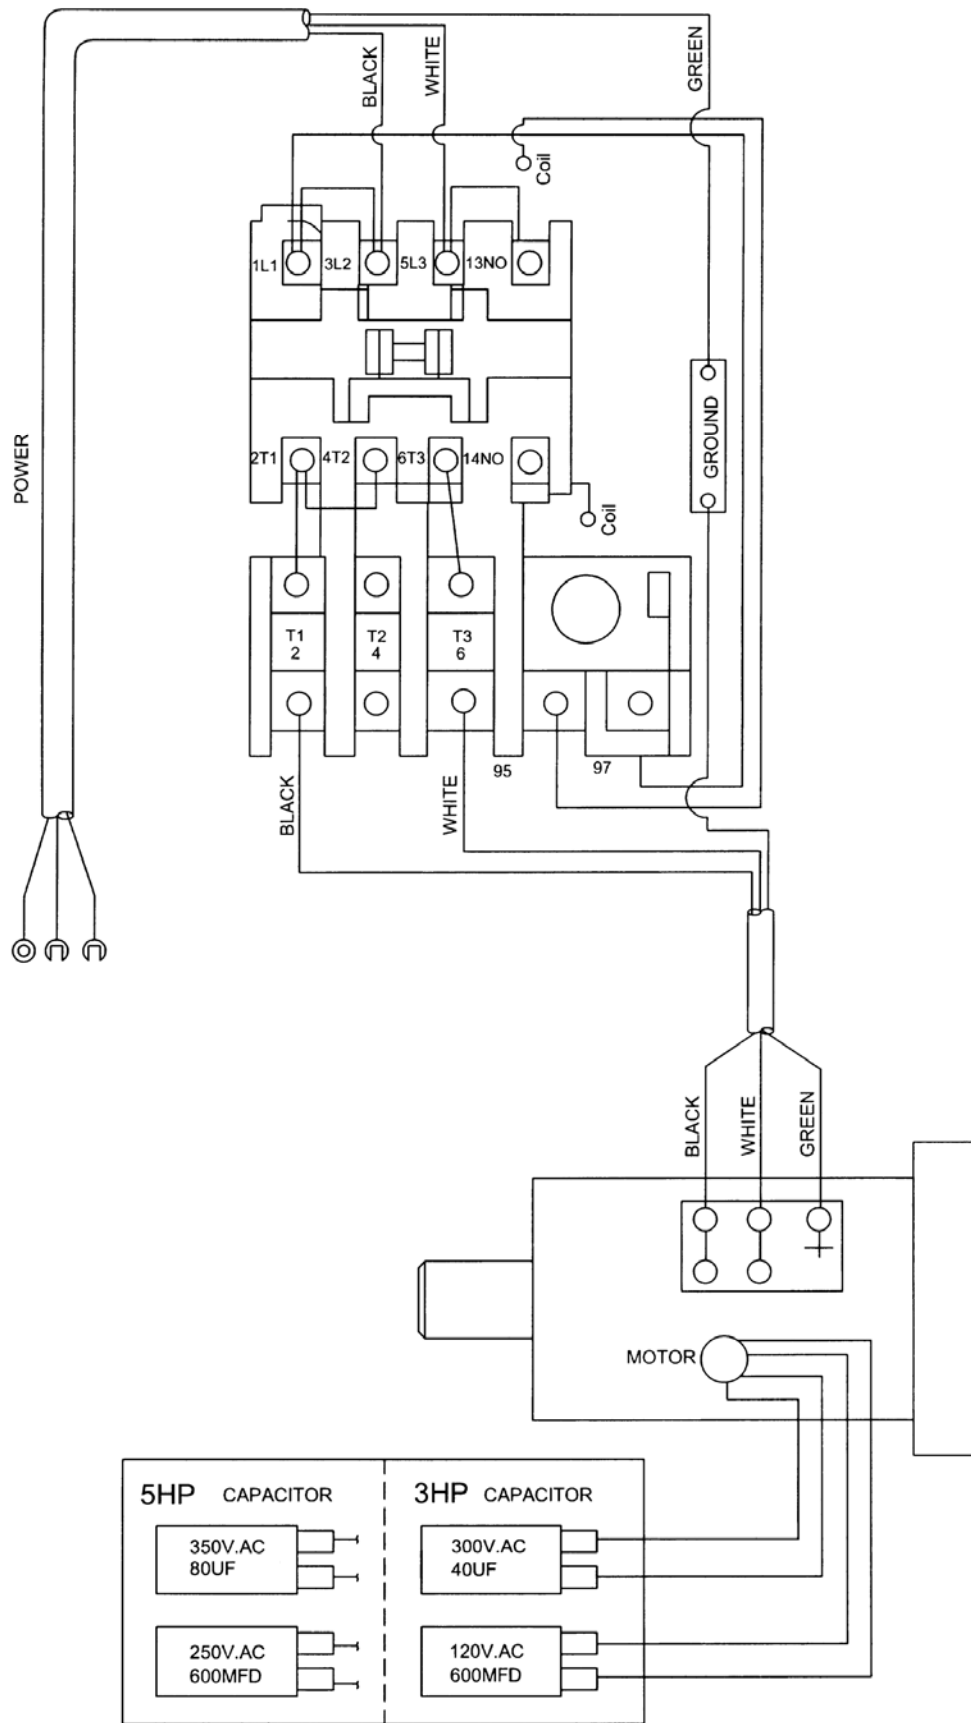 BLACK
WHITE
GREEN
Coil
1L1
3L2
5L3
13NO
POWER
2T1
4T2
6T3
14NO
GROUND
Coil
T1
2
T2
4
T3
6
95
97
BLACK
WHITE
BLACK
WHITE
GREEN
MOTOR
5HP CAPACITOR
3HP CAPACITOR
350V.AC
80UF
300V.AC
40UF
250V.AC
600MFD
120V.AC
600MFD